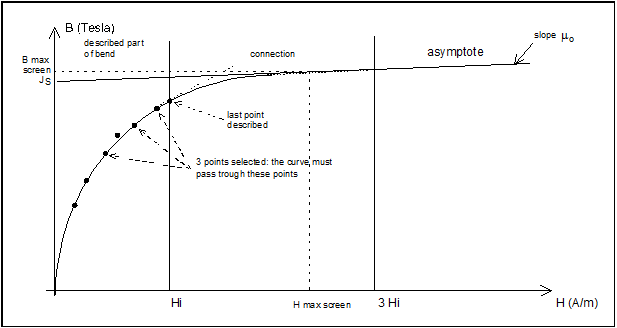 B (Tesla)
described part
of bend
connection
asymptote
slope μo
B max
screen
JS
last point
described
3 points selected: the curve must
pass trough these points
Hi
H max screen
3 Hi
H (A/m)